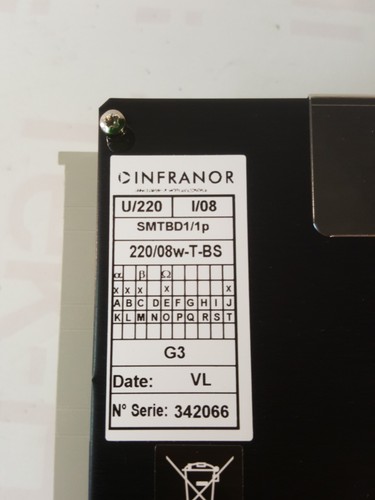 INFRANOR
U/220 I/08
SMTBD1/1p
220/08w-T-BS
α β Ω
X X X X X
A B C D E F G H I J
K L M N O P Q R S T
G3
Date: VL
N° Serie: 342066